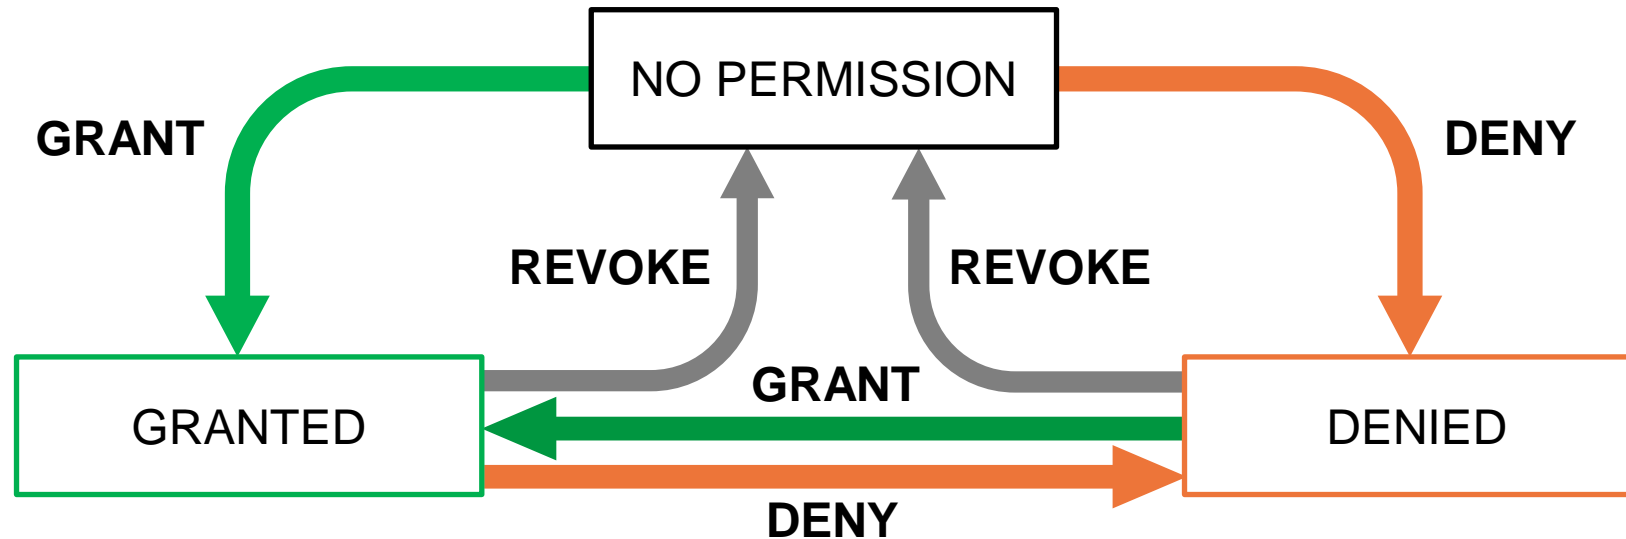 NO PERMISSION
GRANT
DENY
REVOKE
REVOKE
GRANT
GRANTED
DENIED
DENY